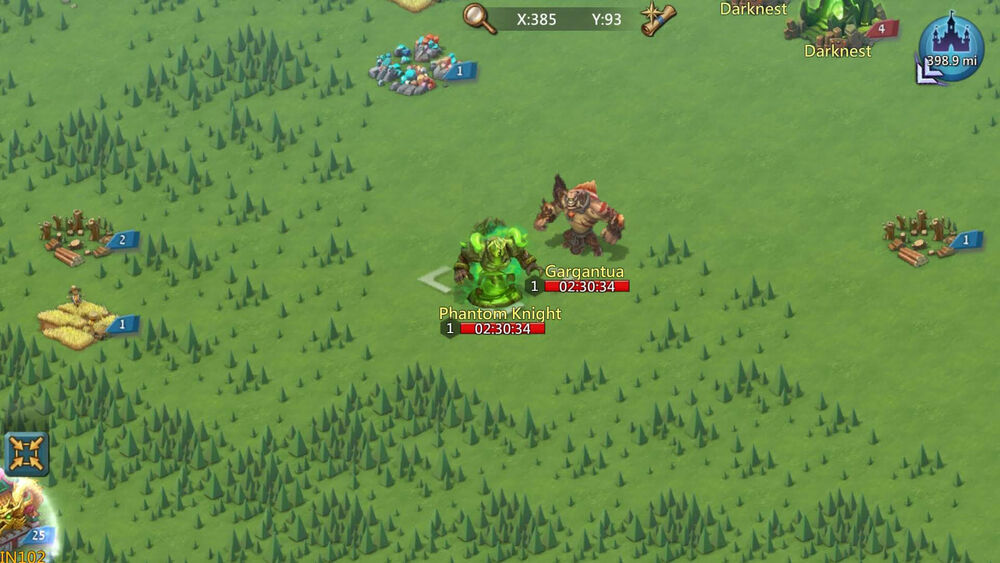 Darknest
X:385 Y:93
4
Darknest
398.9 mi
1
2
1
Gargantua
1 02:30:34
Phantom Knight
1 02:30:34
1
25
IN102